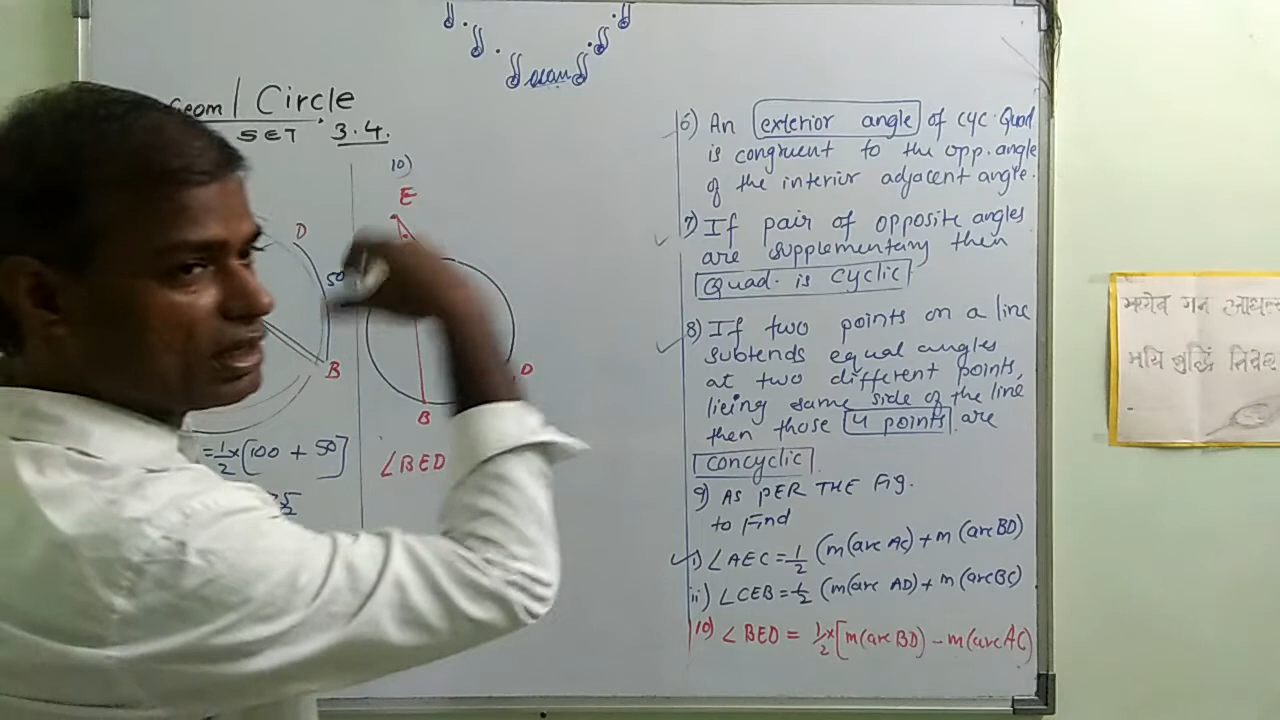 Geom / Circle
SET 3.4.
10)
E
D
50
B
D
B
=1/2×[100 + 50]
∠BED
6) An exterior angle of cyc. Quad
is congruent to the opp. angle
of the interior adjacent angle.
7) If pair of opposite angles
are supplementary then
Quad. is cyclic
8) If two points on a line
subtends equal angles
at two different points,
lieing same side of the line
then those 4 points are
concyclic.
9) AS PER THE Fig.
to Find
i) ∠AEC = 1/2 (m(arc AC) + m(arc BD)
ii) ∠CEB = 1/2 (m(arc AD) + m(arc BC)
10) ∠BED = 1/2×[m(arc BD) – m(arc AC)